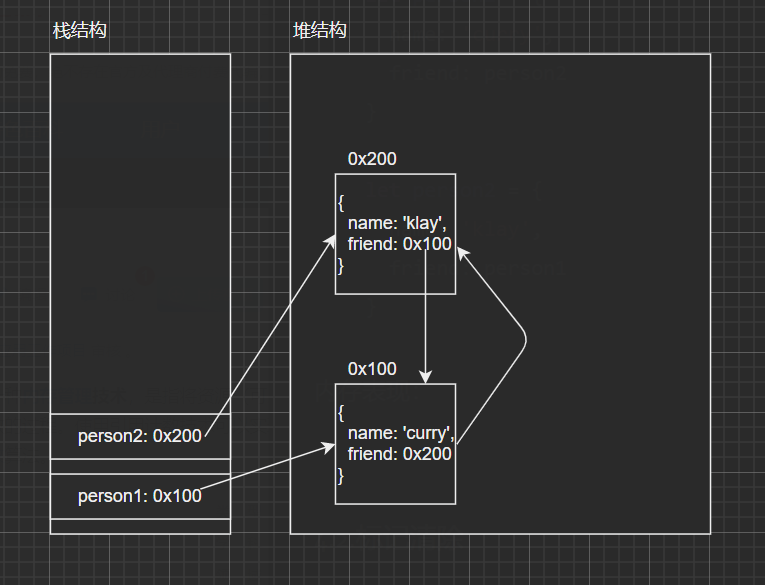 栈结构
堆结构
0x200
{
name: 'klay',
friend: 0x100
}
0x100
{
name: 'curry',
friend: 0x200
}
person2: 0x200
person1: 0x100